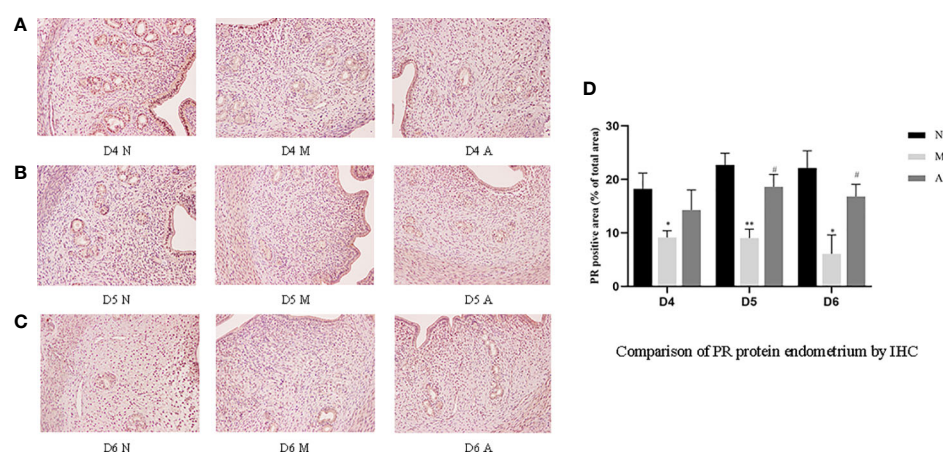 A
D4 N
D4 M
D4 A
B
D5 N
D5 M
D5 A
C
D6 N
D6 M
D6 A
D
PR positive area (% of total area)
30
20
10
0
*
**
#
*
#
D4
D5
D6
N
M
A
Comparison of PR protein endometrium by IHC